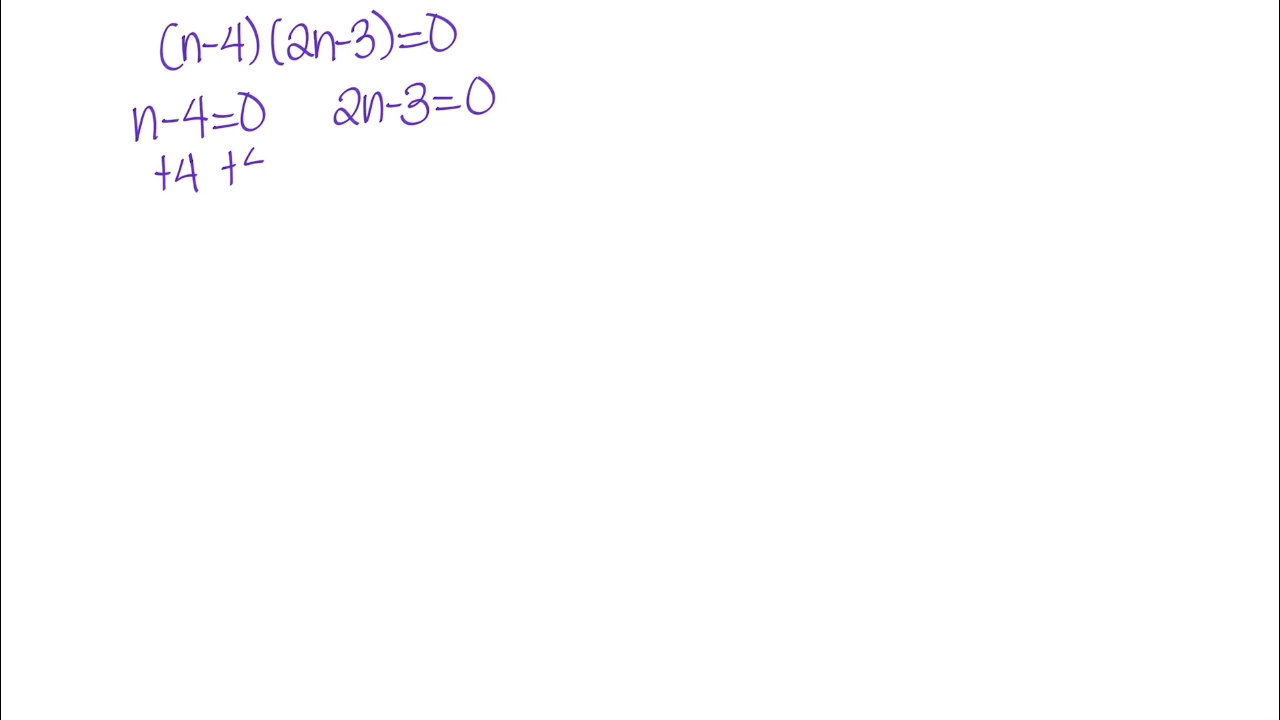 (n-4)(2n-3)=0
n-4=0 2n-3=0
+4 +